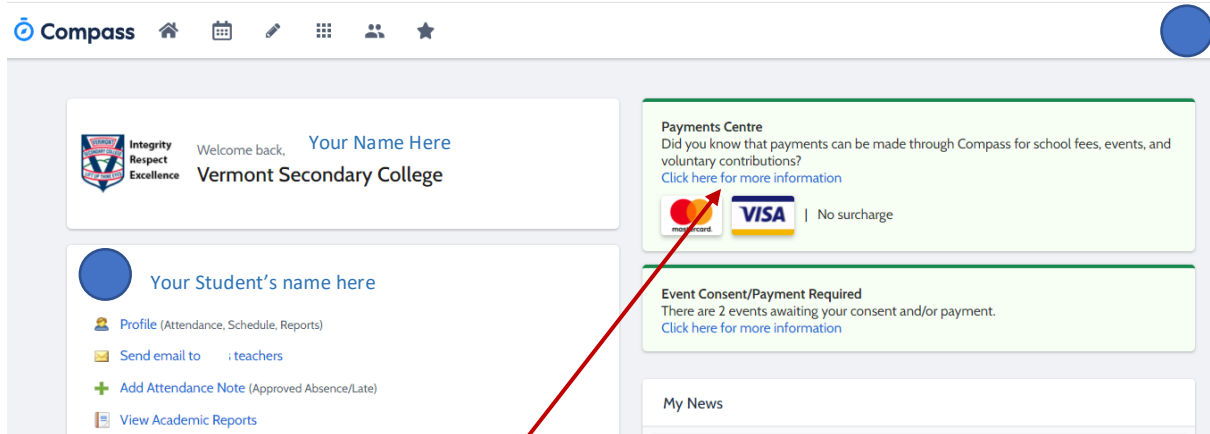 Compass
Integrity
Respect
Excellence
Welcome back, Your Name Here
Vermont Secondary College
Your Student's name here
Profile (Attendance, Schedule, Reports)
Send email to s teachers
Add Attendance Note (Approved Absence/Late)
View Academic Reports
Payments Centre
Did you know that payments can be made through Compass for school fees, events, and
voluntary contributions?
Click here for more information
mastercard.
VISA | No surcharge
Event Consent/Payment Required
There are 2 events awaiting your consent and/or payment.
Click here for more information
My News